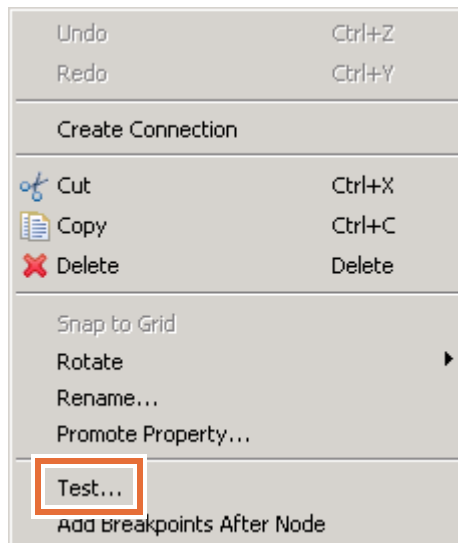 Undo Ctrl+Z
Redo Ctrl+Y
Create Connection
Cut Ctrl+X
Copy Ctrl+C
Delete Delete
Snap to Grid
Rotate
Rename...
Promote Property...
Test...
Add Breakpoints After Node